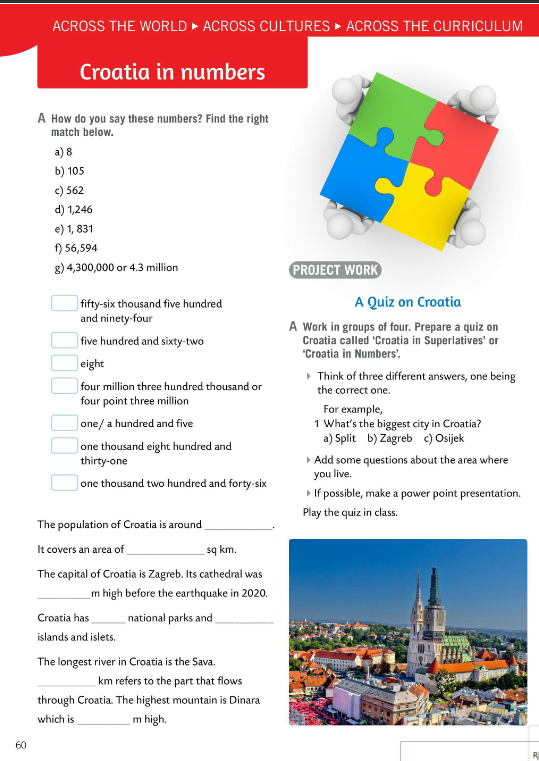 ACROSS THE WORLD ▸ ACROSS CULTURES ▸ ACROSS THE CURRICULUM
Croatia in numbers
A How do you say these numbers? Find the right
match below.
a) 8
b) 105
c) 562
d) 1,246
e) 1, 831
f) 56,594
g) 4,300,000 or 4.3 million
fifty-six thousand five hundred
and ninety-four
five hundred and sixty-two
eight
four million three hundred thousand or
four point three million
one/ a hundred and five
one thousand eight hundred and
thirty-one
one thousand two hundred and forty-six
The population of Croatia is around ____________.
It covers an area of ______________ sq km.
The capital of Croatia is Zagreb. Its cathedral was
__________m high before the earthquake in 2020.
Croatia has ______ national parks and __________
islands and islets.
The longest river in Croatia is the Sava.
__________ km refers to the part that flows
through Croatia. The highest mountain is Dinara
which is _________ m high.
60
PROJECT WORK
A Quiz on Croatia
A Work in groups of four. Prepare a quiz on
Croatia called ‘Croatia in Superlatives’ or
‘Croatia in Numbers’.
▸ Think of three different answers, one being
the correct one.
For example,
1 What’s the biggest city in Croatia?
a) Split b) Zagreb c) Osijek
▸ Add some questions about the area where
you live.
▸ If possible, make a power point presentation.
Play the quiz in class.